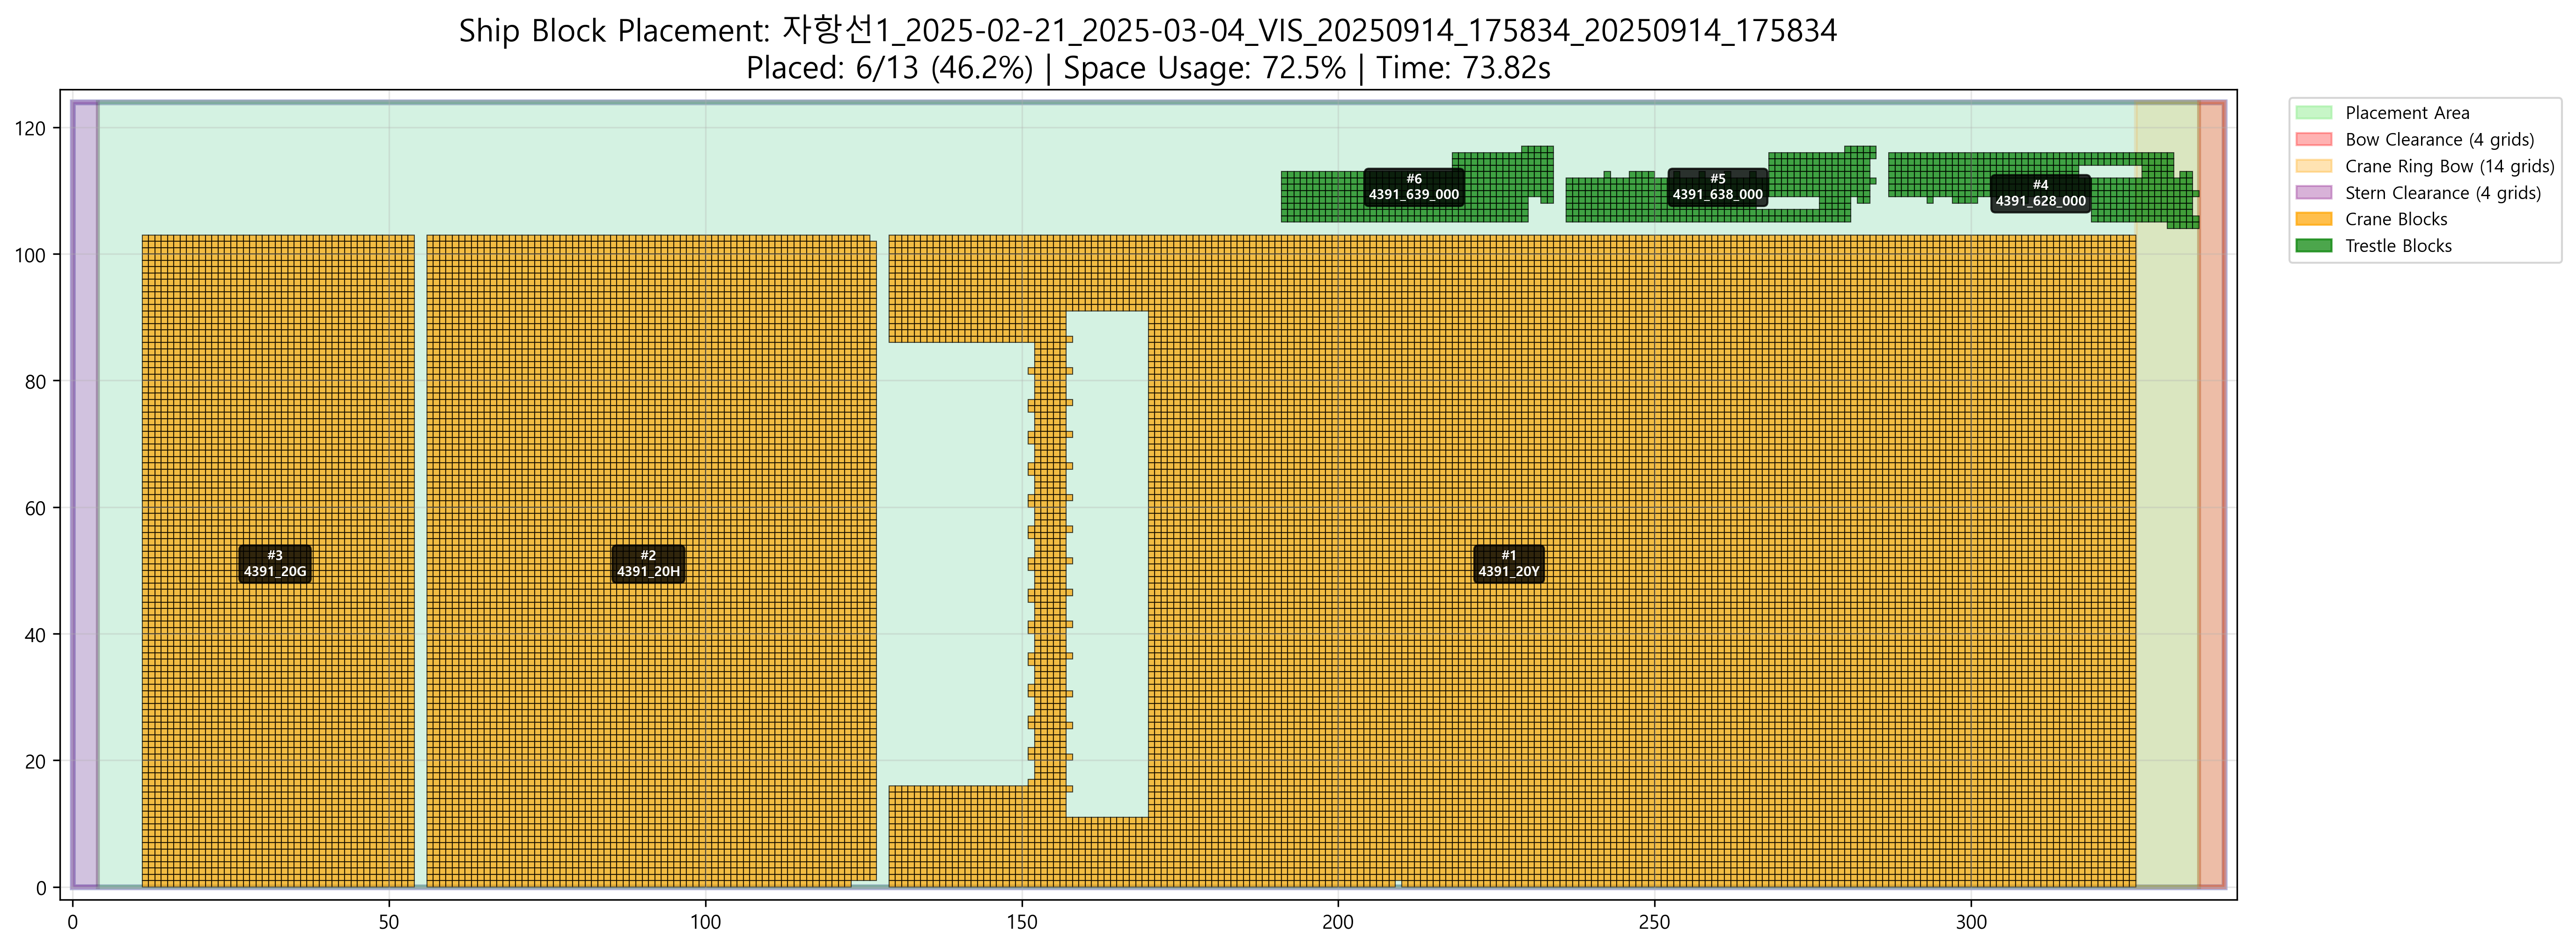 Ship Block Placement: 자항선1_2025-02-21_2025-03-04_VIS_20250914_175834_20250914_175834
Placed: 6/13 (46.2%) | Space Usage: 72.5% | Time: 73.82s
Placement Area
Bow Clearance (4 grids)
Crane Ring Bow (14 grids)
Stern Clearance (4 grids)
Crane Blocks
Trestle Blocks
120
100
80
60
40
20
0
#6
4391_639_000
#5
4391_638_000
#4
4391_628_000
#3
4391_20G
#2
4391_20H
#1
4391_20Y
0
50
100
150
200
250
300